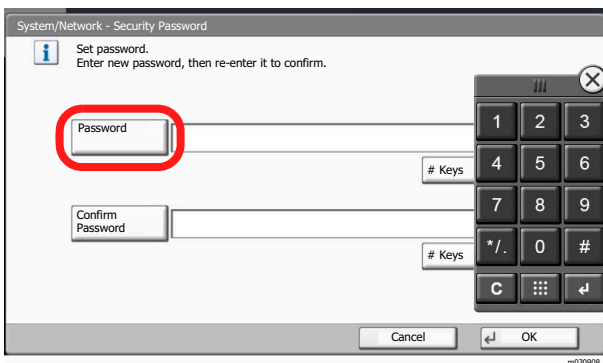 System/Network - Security Password
i
Set password.
Enter new password, then re-enter it to confirm.
Password
# Keys
Confirm
Password
# Keys
1 2 3
4 5 6
7 8 9
*/. 0 #
C
Cancel
OK
m030908